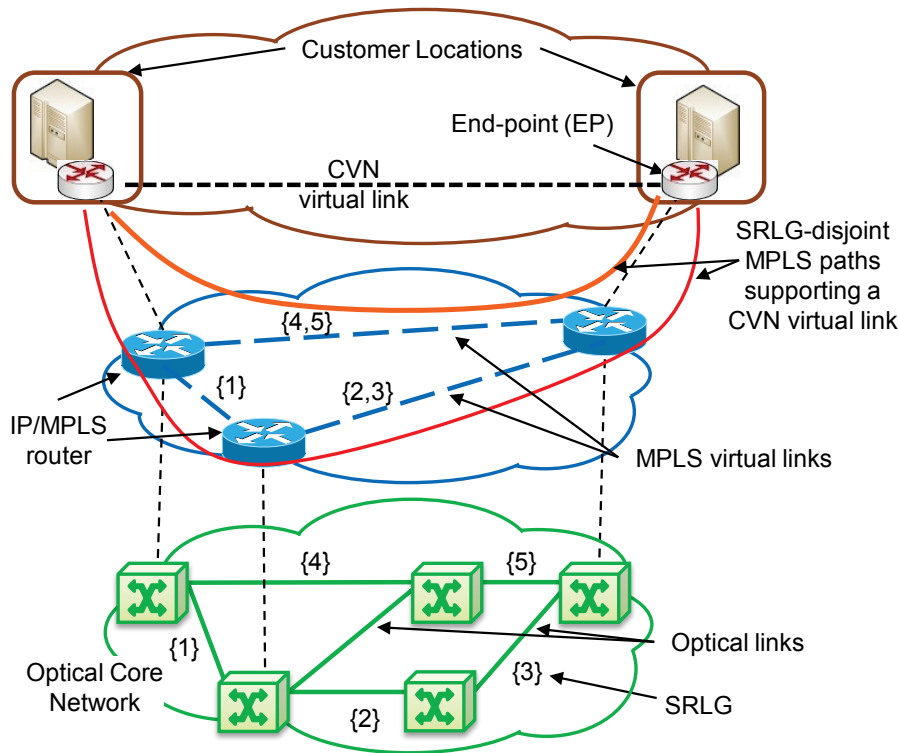 Customer Locations
End-point (EP)
CVN
virtual link
SRLG-disjoint
MPLS paths
supporting a
CVN virtual link
{4,5}
{1}
{2,3}
IP/MPLS
router
MPLS virtual links
{4}
{5}
{1}
Optical links
Optical Core
Network
{3}
SRLG
{2}